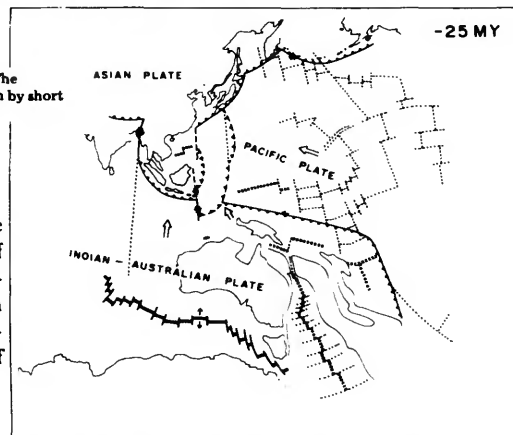 -25 MY
The
n by short
ASIAN PLATE
PACIFIC PLATE
INDIAN - AUSTRALIAN PLATE